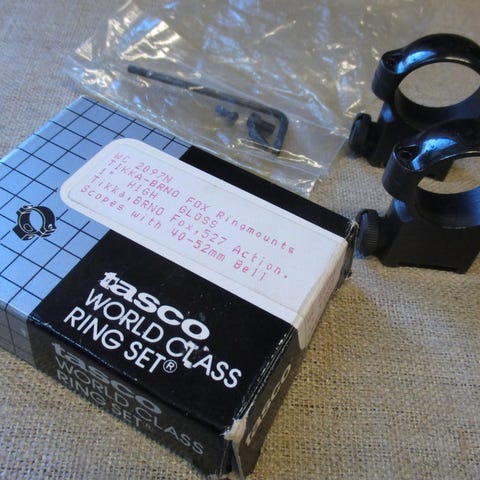 WC 2097N
TIKKA-BRNO FOX Ringmounts
1" HIGH GLOSS
Tikka,BRNO Fox,527 Action.
Scopes with 40-52mm Bell
tasco
WORLD CLASS
RING SET®
tasco
WORLD CLASS
RING SET®